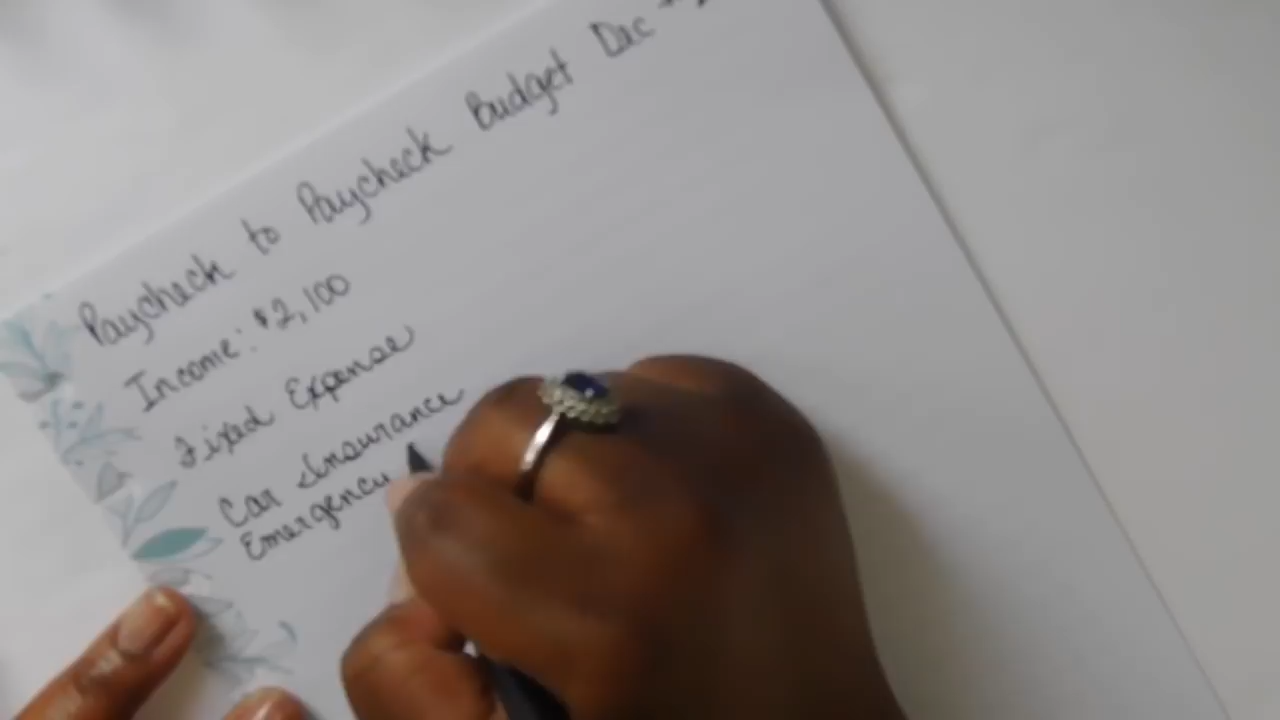 Paycheck to Paycheck Budget Dec
Income: $2,100
Fixed Expense
Car Insurance
Emergency